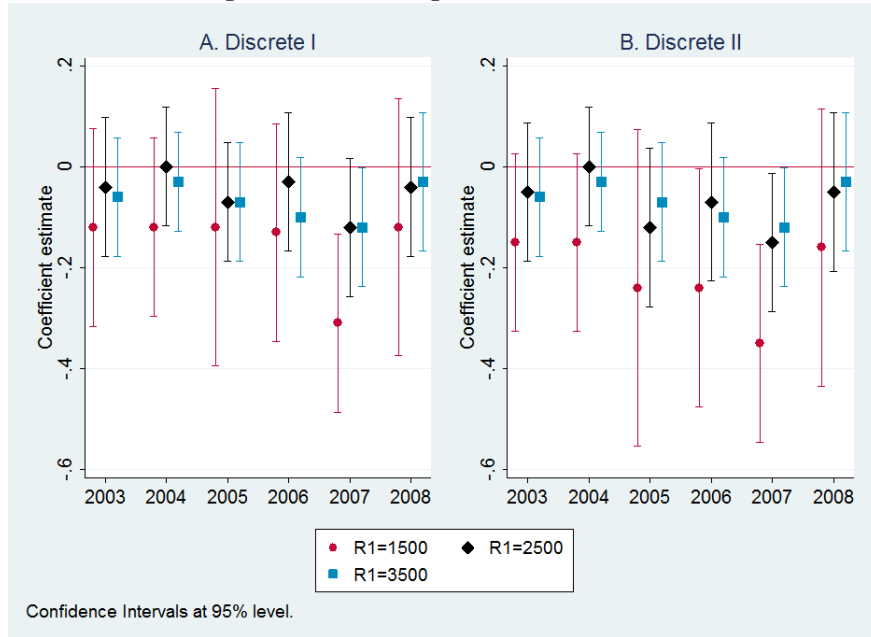 A. Discrete I
B. Discrete II
Coefficient estimate
.2
0
-.2
-.4
-.6
2003 2004 2005 2006 2007 2008
Coefficient estimate
.2
0
-.2
-.4
-.6
2003 2004 2005 2006 2007 2008
R1=1500 R1=2500
R1=3500
Confidence Intervals at 95% level.